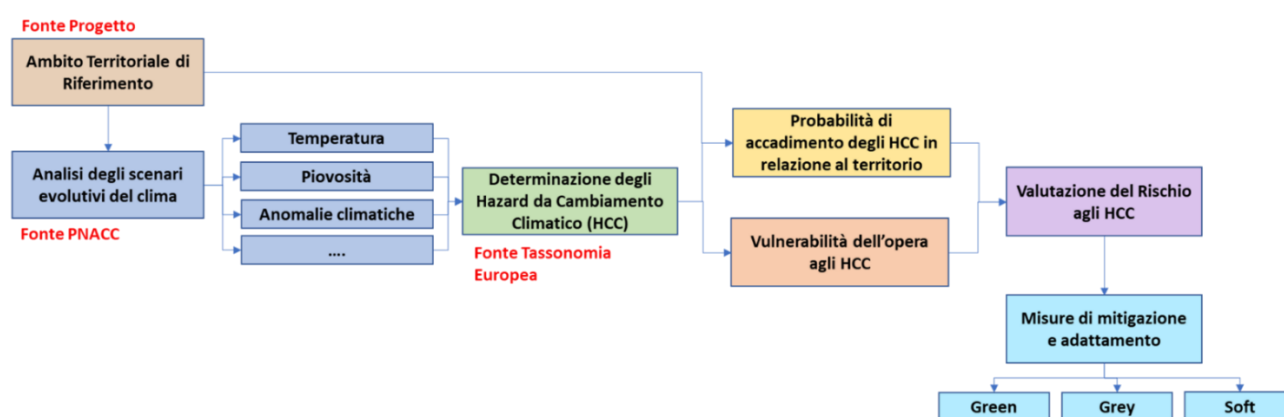 Fonte Progetto
Ambito Territoriale di
Riferimento
Analisi degli scenari
evolutivi del clima
Fonte PNACC
Temperatura
Piovosità
Anomalie climatiche
....
Determinazione degli
Hazard da Cambiamento
Climatico (HCC)
Fonte Tassonomia
Europea
Probabilità di
accadimento degli HCC in
relazione al territorio
Vulnerabilità dell’opera
agli HCC
Valutazione del Rischio
agli HCC
Misure di mitigazione
e adattamento
Green
Grey
Soft